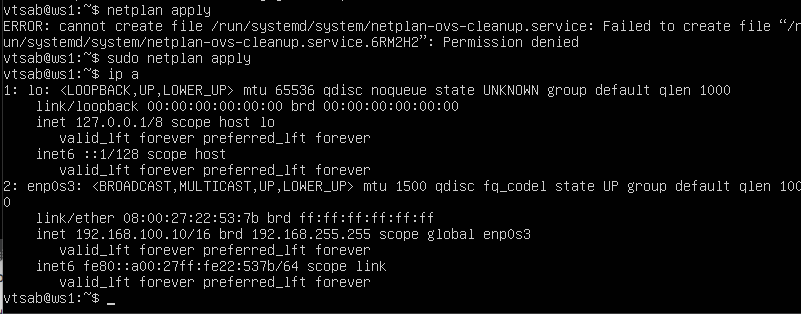 vtsab@ws1:~$ netplan apply
ERROR: cannot create file /run/systemd/system/netplan-ovs-cleanup.service: Failed to create file “/r
un/systemd/system/netplan-ovs-cleanup.service.6RM2H2”: Permission denied
vtsab@ws1:~$ sudo netplan apply
vtsab@ws1:~$ ip a
1: lo: <LOOPBACK,UP,LOWER_UP> mtu 65536 qdisc noqueue state UNKNOWN group default qlen 1000
    link/loopback 00:00:00:00:00:00 brd 00:00:00:00:00:00
    inet 127.0.0.1/8 scope host lo
       valid_lft forever preferred_lft forever
    inet6 ::1/128 scope host
       valid_lft forever preferred_lft forever
2: enp0s3: <BROADCAST,MULTICAST,UP,LOWER_UP> mtu 1500 qdisc fq_codel state UP group default qlen 100
0
    link/ether 08:00:27:22:53:7b brd ff:ff:ff:ff:ff:ff
    inet 192.168.100.10/16 brd 192.168.255.255 scope global enp0s3
       valid_lft forever preferred_lft forever
    inet6 fe80::a00:27ff:fe22:537b/64 scope link
       valid_lft forever preferred_lft forever
vtsab@ws1:~$ _